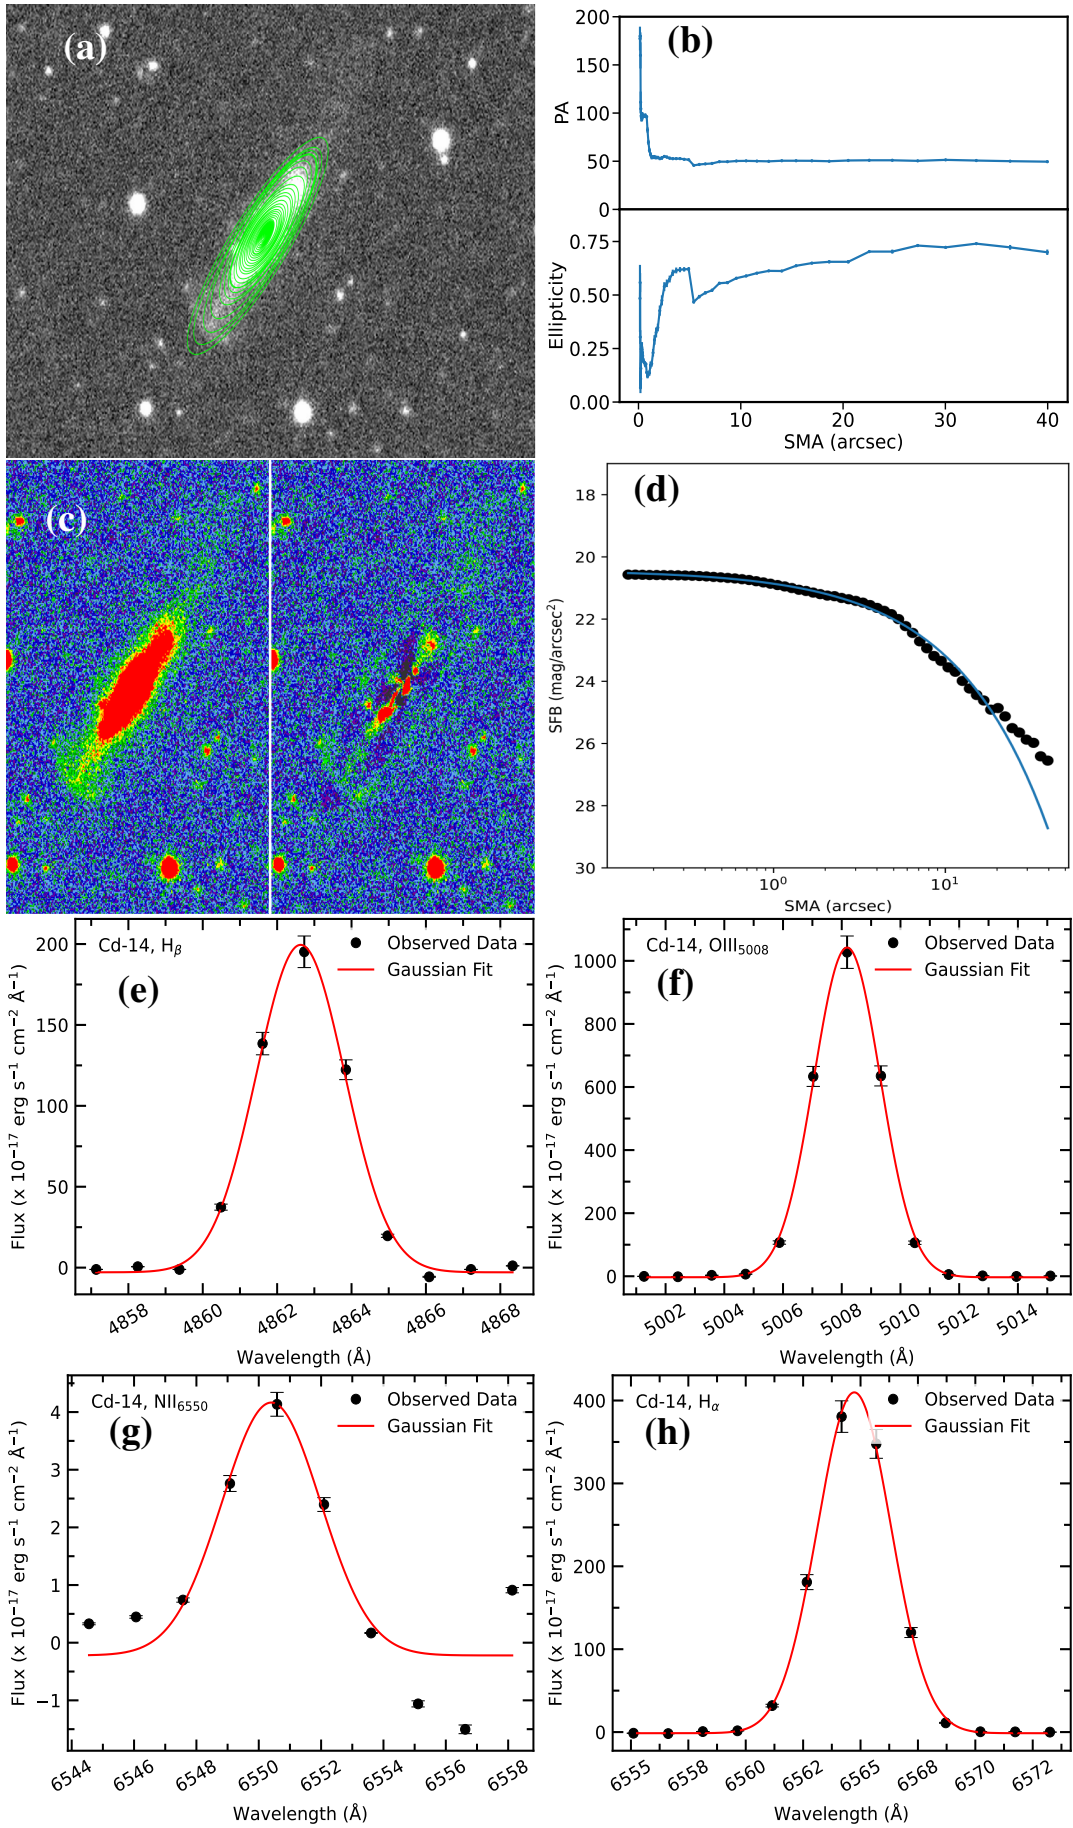 (a)
(b)
PA
200
150
100
50
0
Ellipticity
0.75
0.50
0.25
0.00
0 10 20 30 40
SMA (arcsec)
(c)
(d)
SFB (mag/arcsec²)
18
20
22
24
26
28
30
10⁰ 10¹
SMA (arcsec)
Cd-14, Hβ
(e)
Observed Data
Gaussian Fit
Flux (x 10⁻¹⁷ erg s⁻¹ cm⁻² Å⁻¹)
200
150
100
50
0
4858 4860 4862 4864 4866 4868
Wavelength (Å)
Cd-14, OIII₅₀₀₈
(f)
Observed Data
Gaussian Fit
Flux (x 10⁻¹⁷ erg s⁻¹ cm⁻² Å⁻¹)
1000
800
600
400
200
0
5002 5004 5006 5008 5010 5012 5014
Wavelength (Å)
Cd-14, NII₆₅₅₀
(g)
Observed Data
Gaussian Fit
Flux (x 10⁻¹⁷ erg s⁻¹ cm⁻² Å⁻¹)
4
3
2
1
0
−1
6544 6546 6548 6550 6552 6554 6556 6558
Wavelength (Å)
Cd-14, Hα
(h)
Observed Data
Gaussian Fit
Flux (x 10⁻¹⁷ erg s⁻¹ cm⁻² Å⁻¹)
400
300
200
100
0
6555 6558 6560 6562 6565 6568 6570 6572
Wavelength (Å)